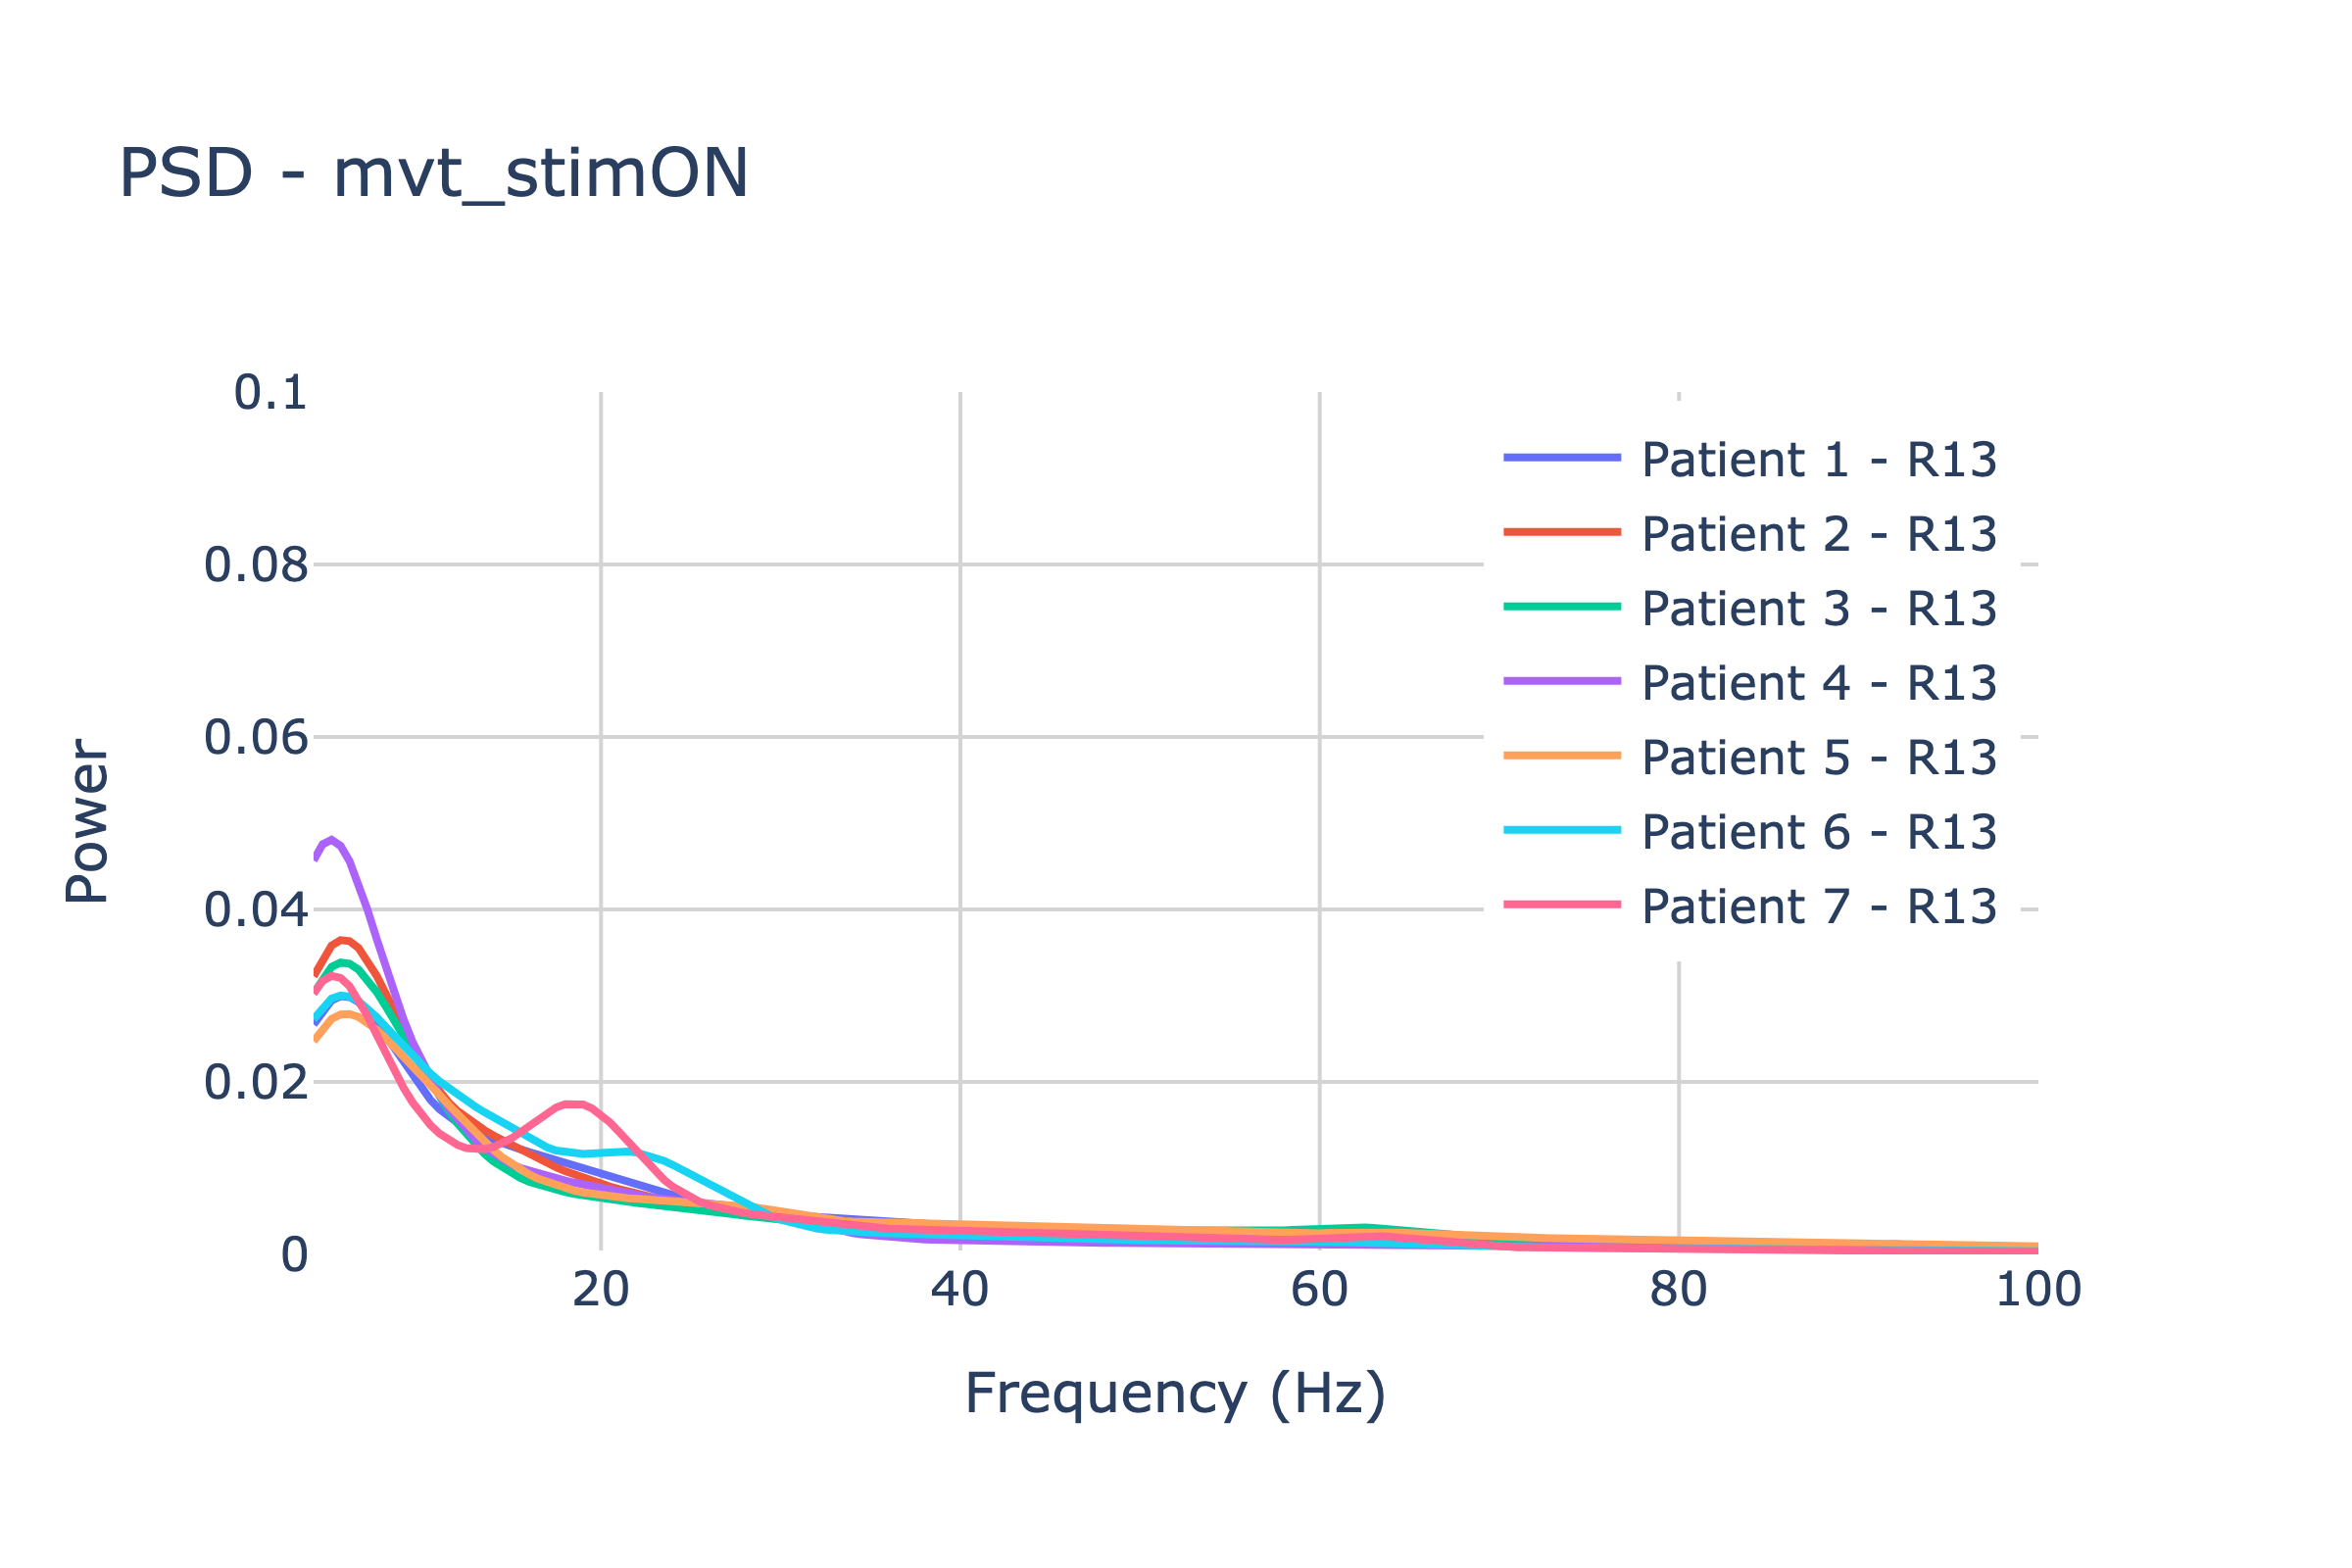 PSD - mvt_stimON
0.1
0.08
0.06
0.04
0.02
0
Power
20 40 60 80 100
Frequency (Hz)
Patient 1 - R13
Patient 2 - R13
Patient 3 - R13
Patient 4 - R13
Patient 5 - R13
Patient 6 - R13
Patient 7 - R13